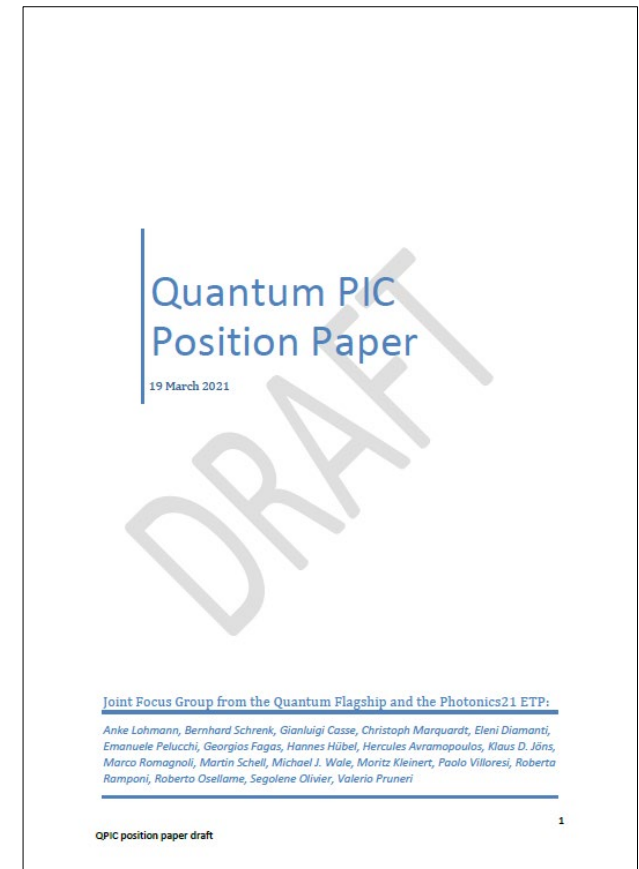 Quantum PIC
Position Paper
19 March 2021
DRAFT
Joint Focus Group from the Quantum Flagship and the Photonics21 ETP:
Anke Lohmann, Bernhard Schrenk, Gianluigi Casse, Christoph Marquardt, Eleni Diamanti,
Emanuele Pelucchi, Georgios Fagas, Hannes Hübel, Hercules Avramopoulos, Klaus D. Jöns,
Marco Romagnoli, Martin Schell, Michael J. Wale, Moritz Kleinert, Paolo Villoresi, Roberta
Ramponi, Roberto Osellame, Segolene Olivier, Valerio Pruneri
1
QPIC position paper draft